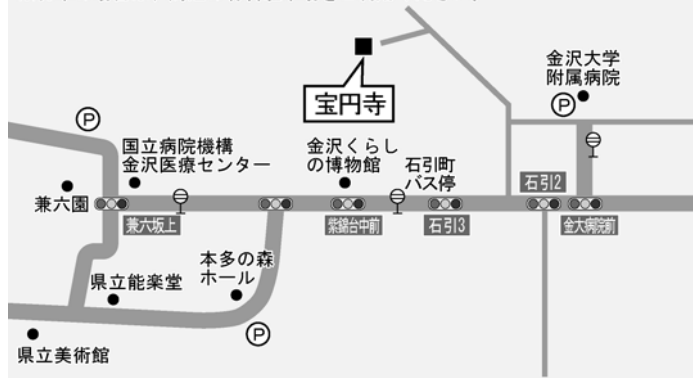 金沢大学
附属病院
宝円寺
P
P
国立病院機構
金沢医療センター
金沢くらし
の博物館
石引町
バス停
石引2
兼六園
兼六坂上
紫錦台中前
石引3
金大病院前
県立能楽堂
本多の森
ホール
P
県立美術館